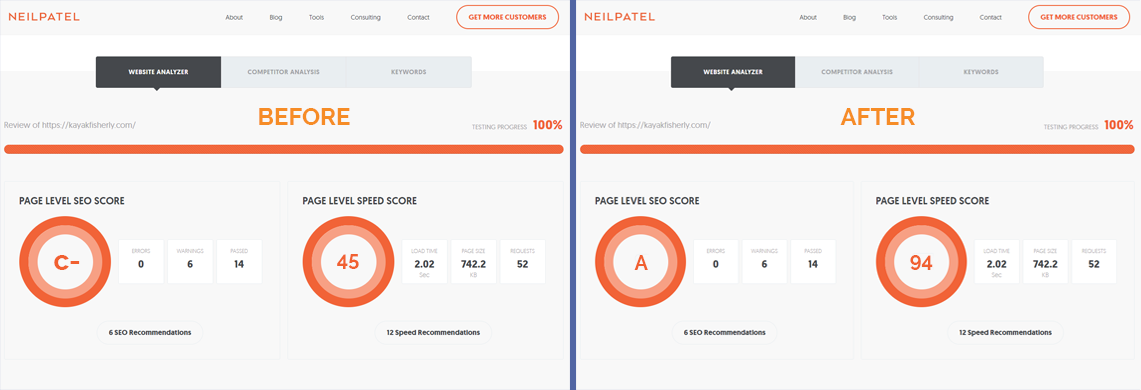 NEILPATEL
About Blog Tools Consulting Contact GET MORE CUSTOMERS
WEBSITE ANALYZER COMPETITOR ANALYSIS KEYWORDS
BEFORE
Review of https://kayakfisherly.com/
TESTING PROGRESS 100%
PAGE LEVEL SEO SCORE
C-
ERRORS WARNINGS PASSED
0 6 14
6 SEO Recommendations
PAGE LEVEL SPEED SCORE
45
LOAD TIME PAGE SIZE REQUESTS
2.02 742.2 52
Sec KB
12 Speed Recommendations
NEILPATEL
About Blog Tools Consulting Contact GET MORE CUSTOMERS
WEBSITE ANALYZER COMPETITOR ANALYSIS KEYWORDS
AFTER
Review of https://kayakfisherly.com/
TESTING PROGRESS 100%
PAGE LEVEL SEO SCORE
A
ERRORS WARNINGS PASSED
0 6 14
6 SEO Recommendations
PAGE LEVEL SPEED SCORE
94
LOAD TIME PAGE SIZE REQUESTS
2.02 742.2 52
Sec KB
12 Speed Recommendations